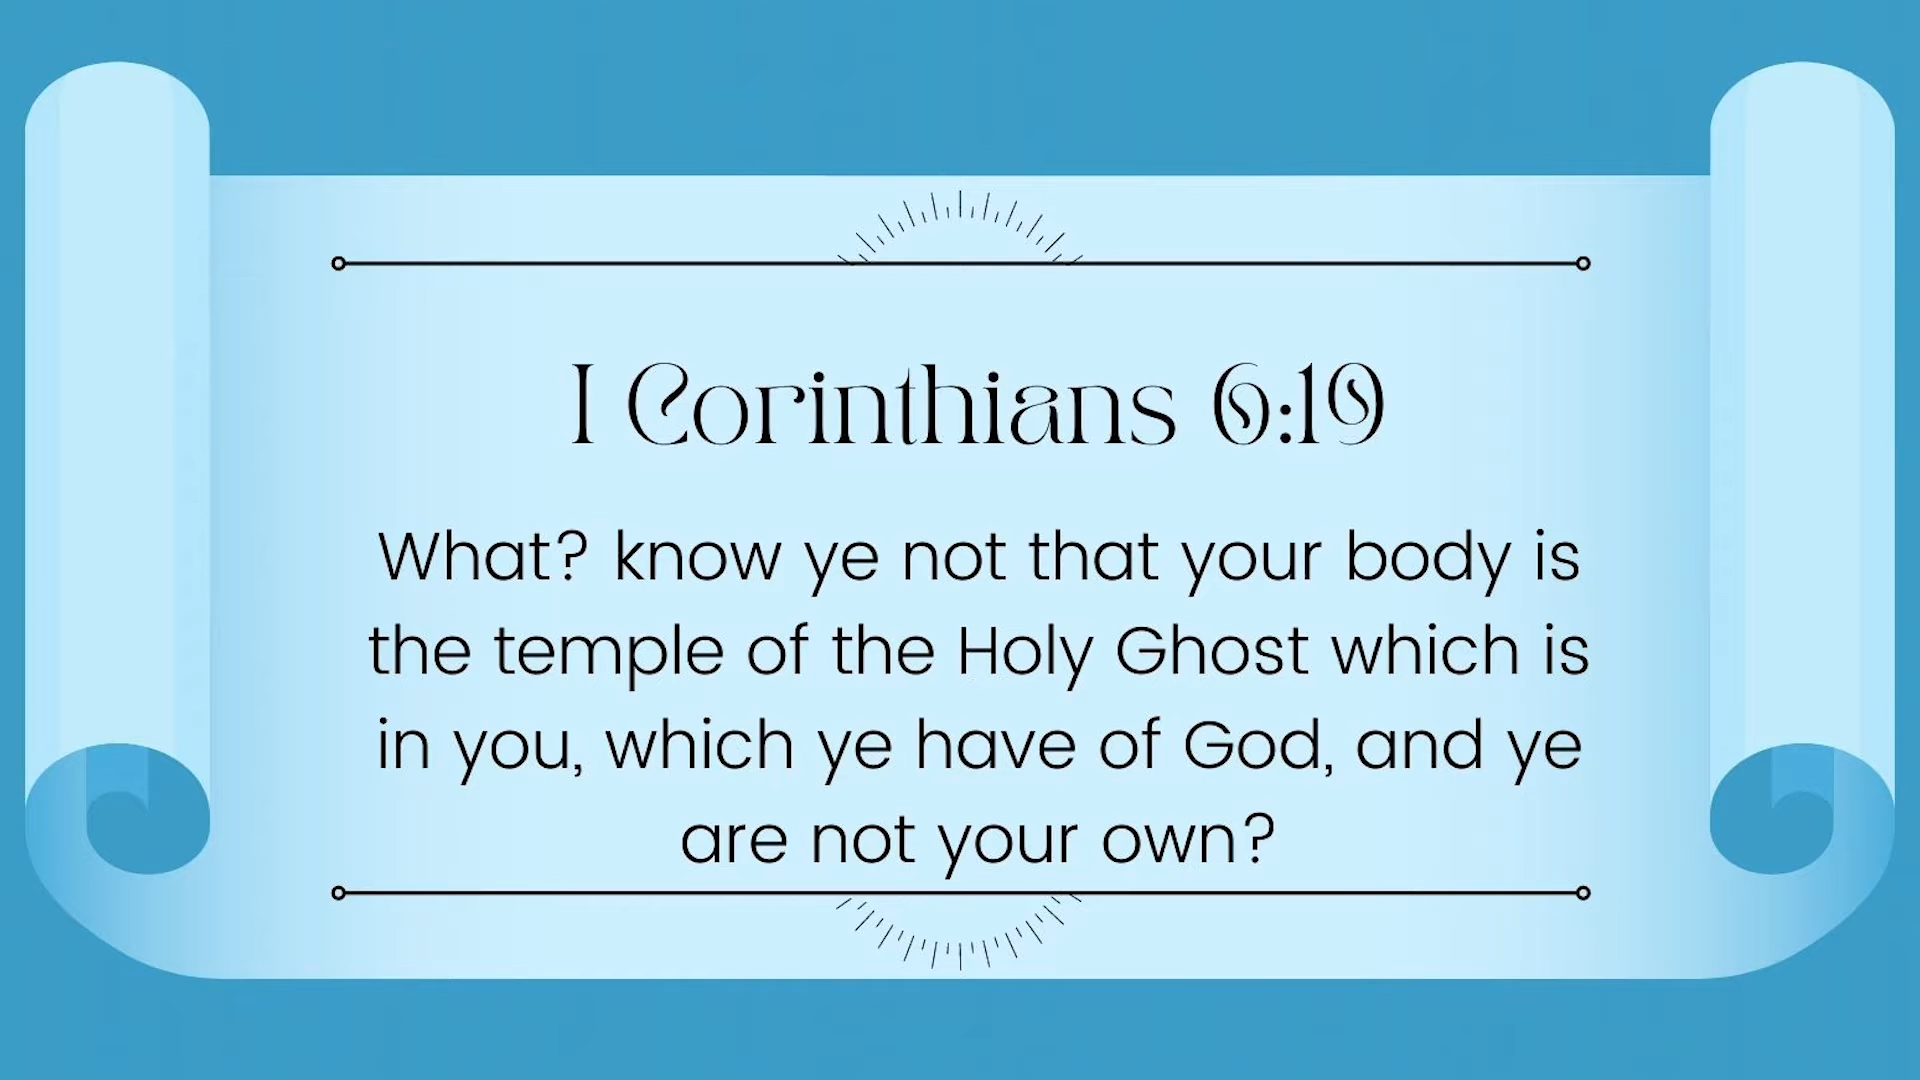 I Corinthians 6:19
What? know ye not that your body is
the temple of the Holy Ghost which is
in you, which ye have of God, and ye
are not your own?